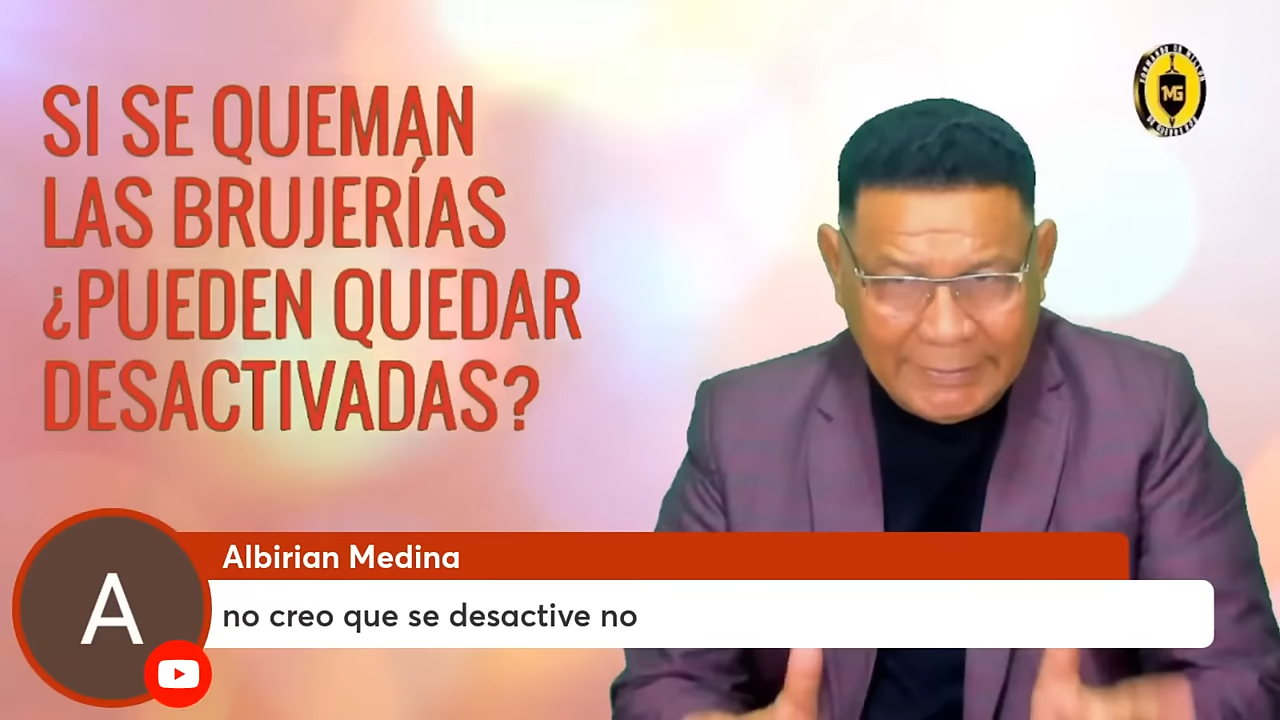 SI SE QUEMAN
LAS BRUJERÍAS
¿PUEDEN QUEDAR
DESACTIVADAS?
MG
Albirian Medina
A
no creo que se desactive no